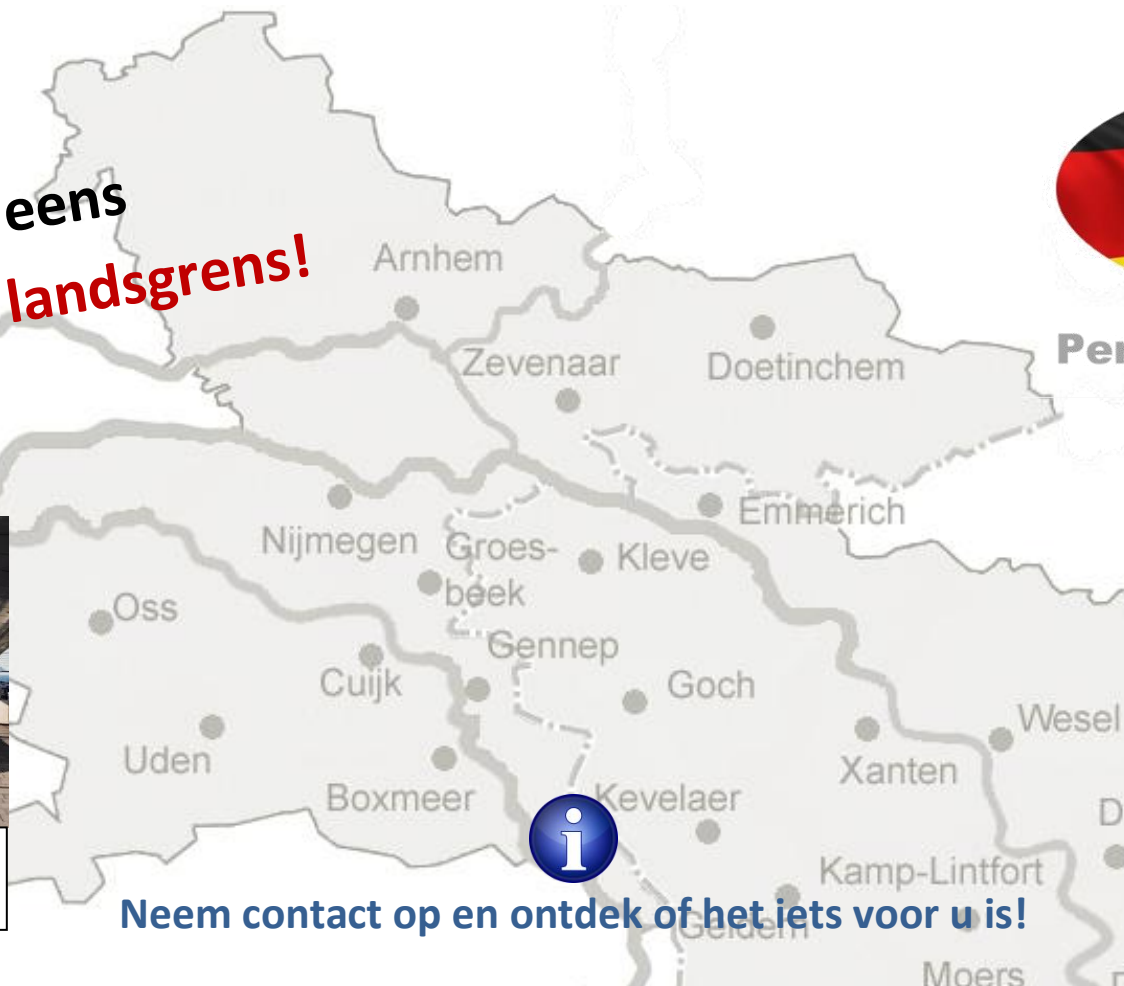 eens
landsgrens!
Arnhem
Zevenaar
Doetinchem
Per
Emmerich
Nijmegen
Groes-
beek
Kleve
Oss
Gennep
Cuijk
Goch
Wesel
Uden
Xanten
Boxmeer
Kevelaer
D
i
Kamp-Lintfort
Neem contact op en ontdek of het iets voor u is!
Geldern
Moers